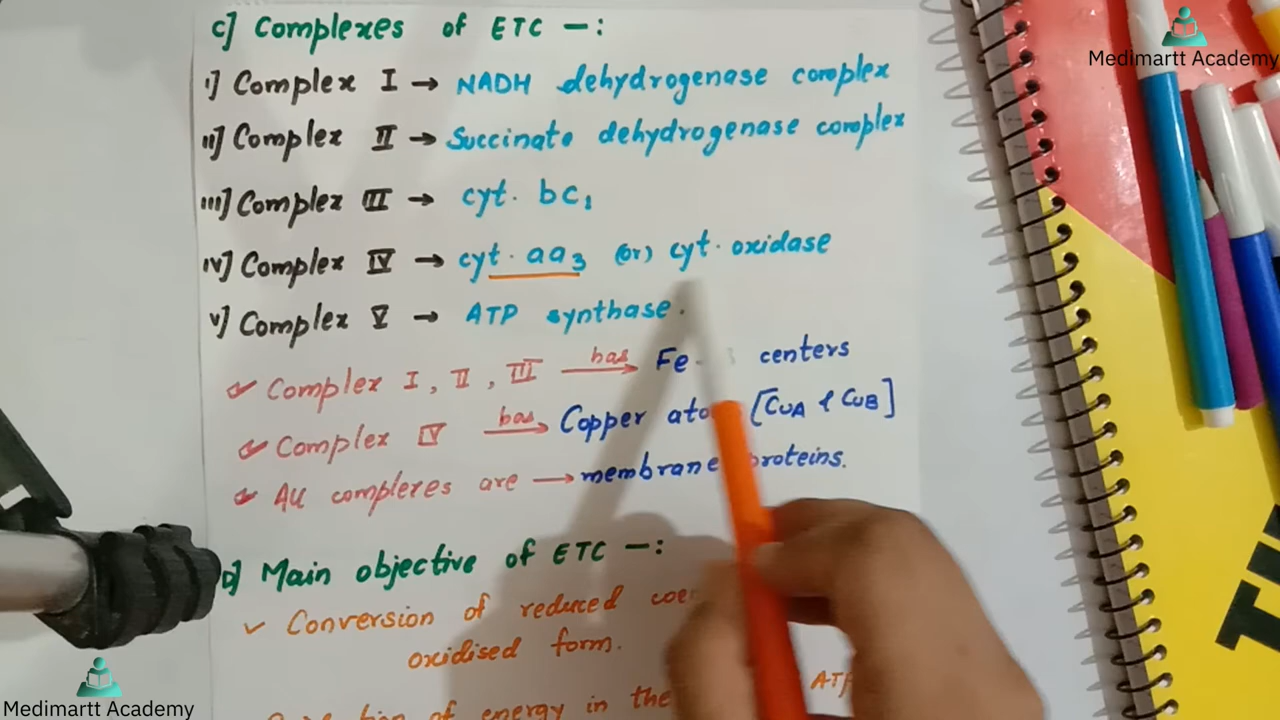 Medimartt Academy
C] Complexes of ETC -:
i] Complex I → NADH dehydrogenase complex
ii] Complex II → Succinate dehydrogenase complex
iii] Complex III → cyt. bc1
iv] Complex IV → cyt. aa3 (or) cyt. oxidase
v] Complex V → ATP synthase.
Complex I, II, III has → Fe- centers
Complex IV has → Copper [CuA & CuB]
All complexes are → membrane proteins.
D] Main objective of ETC -:
✓ Conversion of reduced
oxidised form.
of energy in the ATP
Medimartt Academy